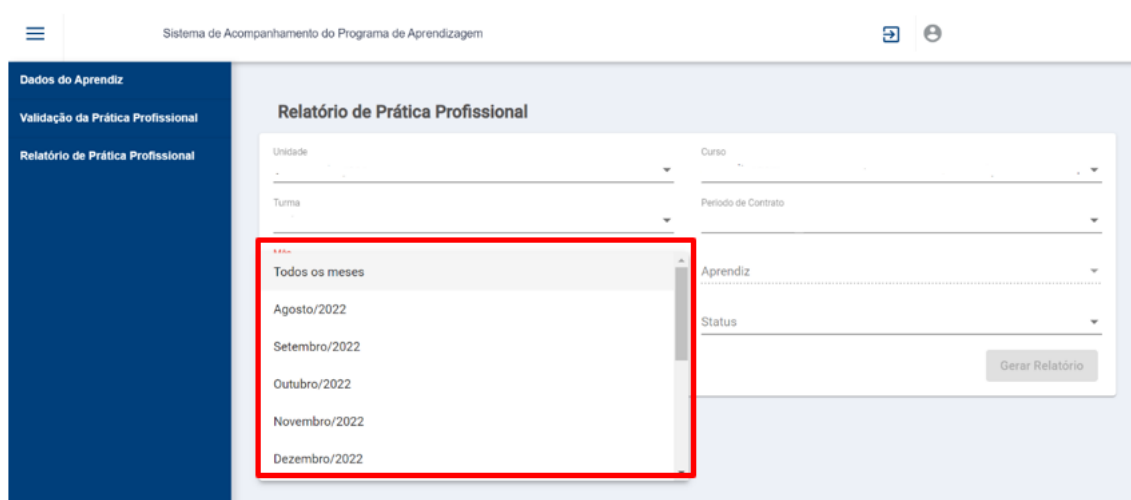 Sistema de Acompanhamento do Programa de Aprendizagem
Dados do Aprendiz
Validação da Prática Profissional
Relatório de Prática Profissional
Relatório de Prática Profissional
Unidade
Curso
Turma
Período de Contrato
Todos os meses
Agosto/2022
Setembro/2022
Outubro/2022
Novembro/2022
Dezembro/2022
Aprendiz
Status
Gerar Relatório